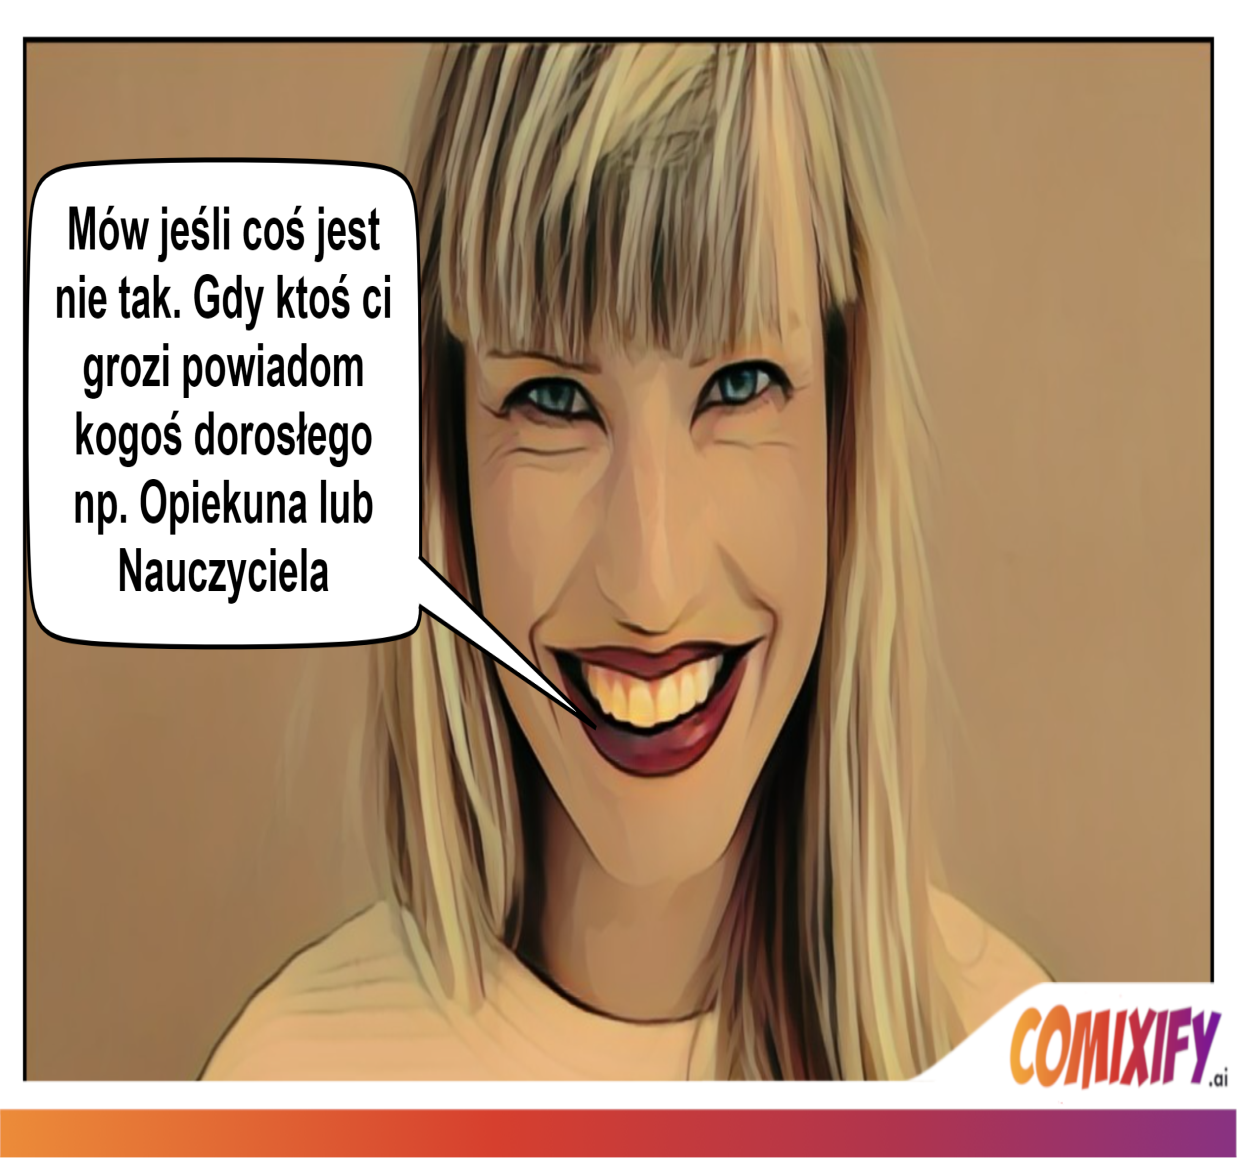 Mów jeśli coś jest
nie tak. Gdy ktoś ci
grozi powiadom
kogoś dorosłego
np. Opiekuna lub
Nauczyciela
COMIXIFY.ai